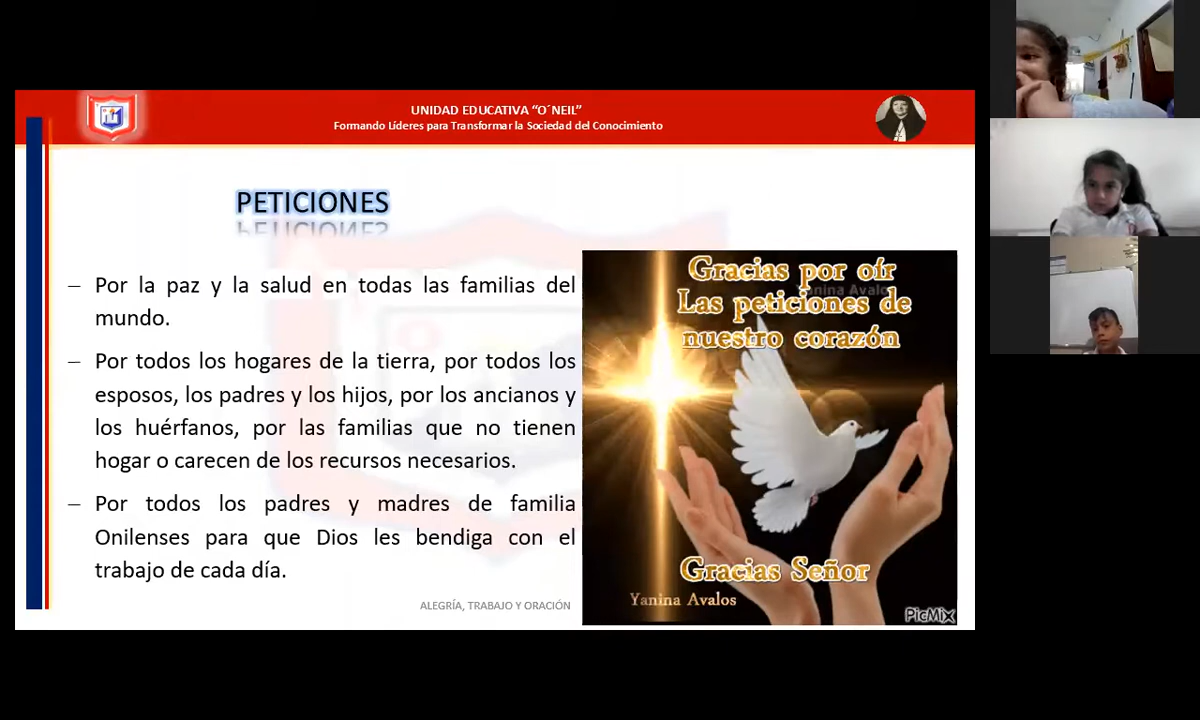 UNIDAD EDUCATIVA “O´NEIL”
Formando Líderes para Transformar la Sociedad del Conocimiento
PETICIONES
– Por la paz y la salud en todas las familias del
mundo.
– Por todos los hogares de la tierra, por todos los
esposos, los padres y los hijos, por los ancianos y
los huérfanos, por las familias que no tienen
hogar o carecen de los recursos necesarios.
– Por todos los padres y madres de familia
Onilenses para que Dios les bendiga con el
trabajo de cada día.
ALEGRÍA, TRABAJO Y ORACIÓN
Gracias por oír
Yanina Avalos
Las peticiones de
nuestro corazón
Gracias Señor
Yanina Avalos
PicMix